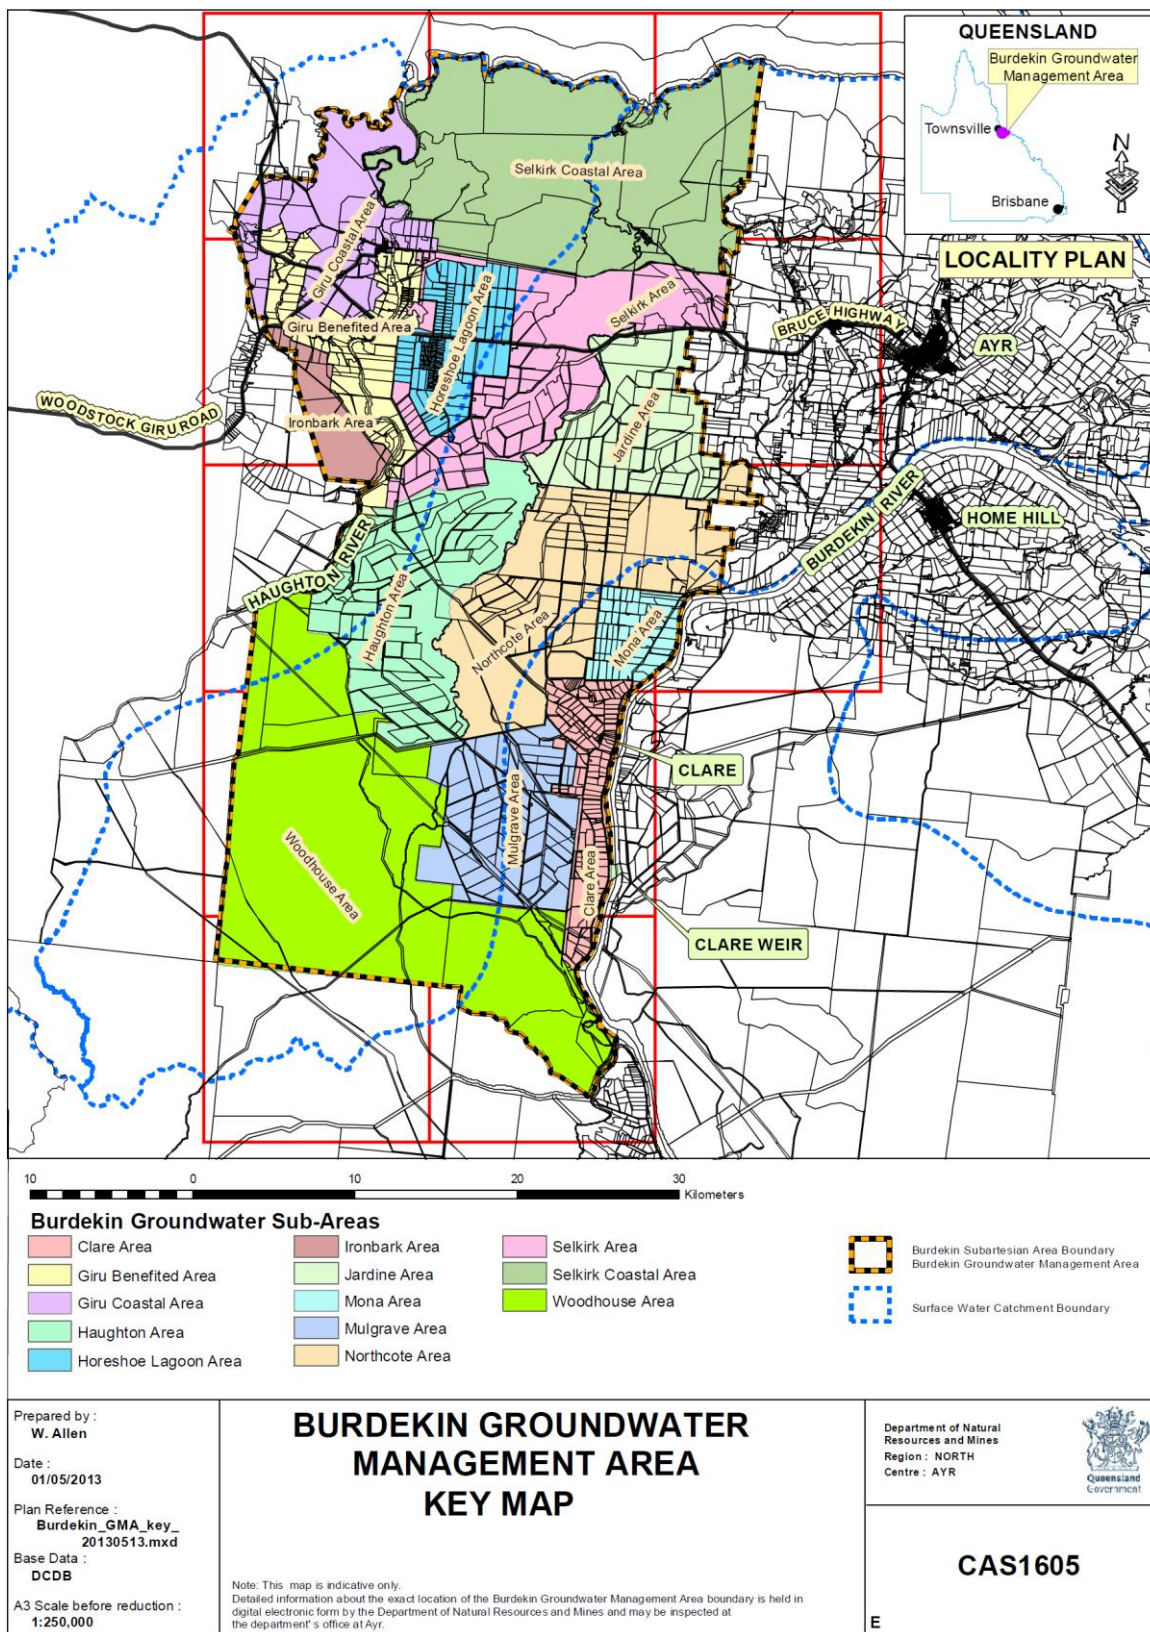 QUEENSLAND
Burdekin Groundwater
Management Area
Townsville
N
Brisbane
LOCALITY PLAN
Selkirk Coastal Area
Giru Coastal Area
Giru Benefited Area
Horeshoe Lagoon Area
Selkirk Area
BRUCE HIGHWAY
AYR
WOODSTOCK GIRU ROAD
Ironbark Area
Jardine Area
BURDEKIN RIVER
HOME HILL
HAUGHTON RIVER
Haughton Area
Northcote Area
Mona Area
CLARE
Mulgrave Area
Woodhouse Area
Clare Area
CLARE WEIR
10 0 10 20 30 Kilometers
Burdekin Groundwater Sub-Areas
Clare Area
Giru Benefited Area
Giru Coastal Area
Haughton Area
Horeshoe Lagoon Area
Ironbark Area
Jardine Area
Mona Area
Mulgrave Area
Northcote Area
Selkirk Area
Selkirk Coastal Area
Woodhouse Area
Burdekin Subartesian Area Boundary
Burdekin Groundwater Management Area
Surface Water Catchment Boundary
Prepared by :
W. Allen
Date :
01/05/2013
Plan Reference :
Burdekin_GMA_key_
20130513.mxd
Base Data :
DCDB
A3 Scale before reduction :
1:250,000
BURDEKIN GROUNDWATER
MANAGEMENT AREA
KEY MAP
Note: This map is indicative only.
Detailed information about the exact location of the Burdekin Groundwater Management Area boundary is held in
digital electronic form by the Department of Natural Resources and Mines and may be inspected at
the department' s office at Ayr.
Department of Natural
Resources and Mines
Region : NORTH
Centre : AYR
Queensland
Government
CAS1605
E